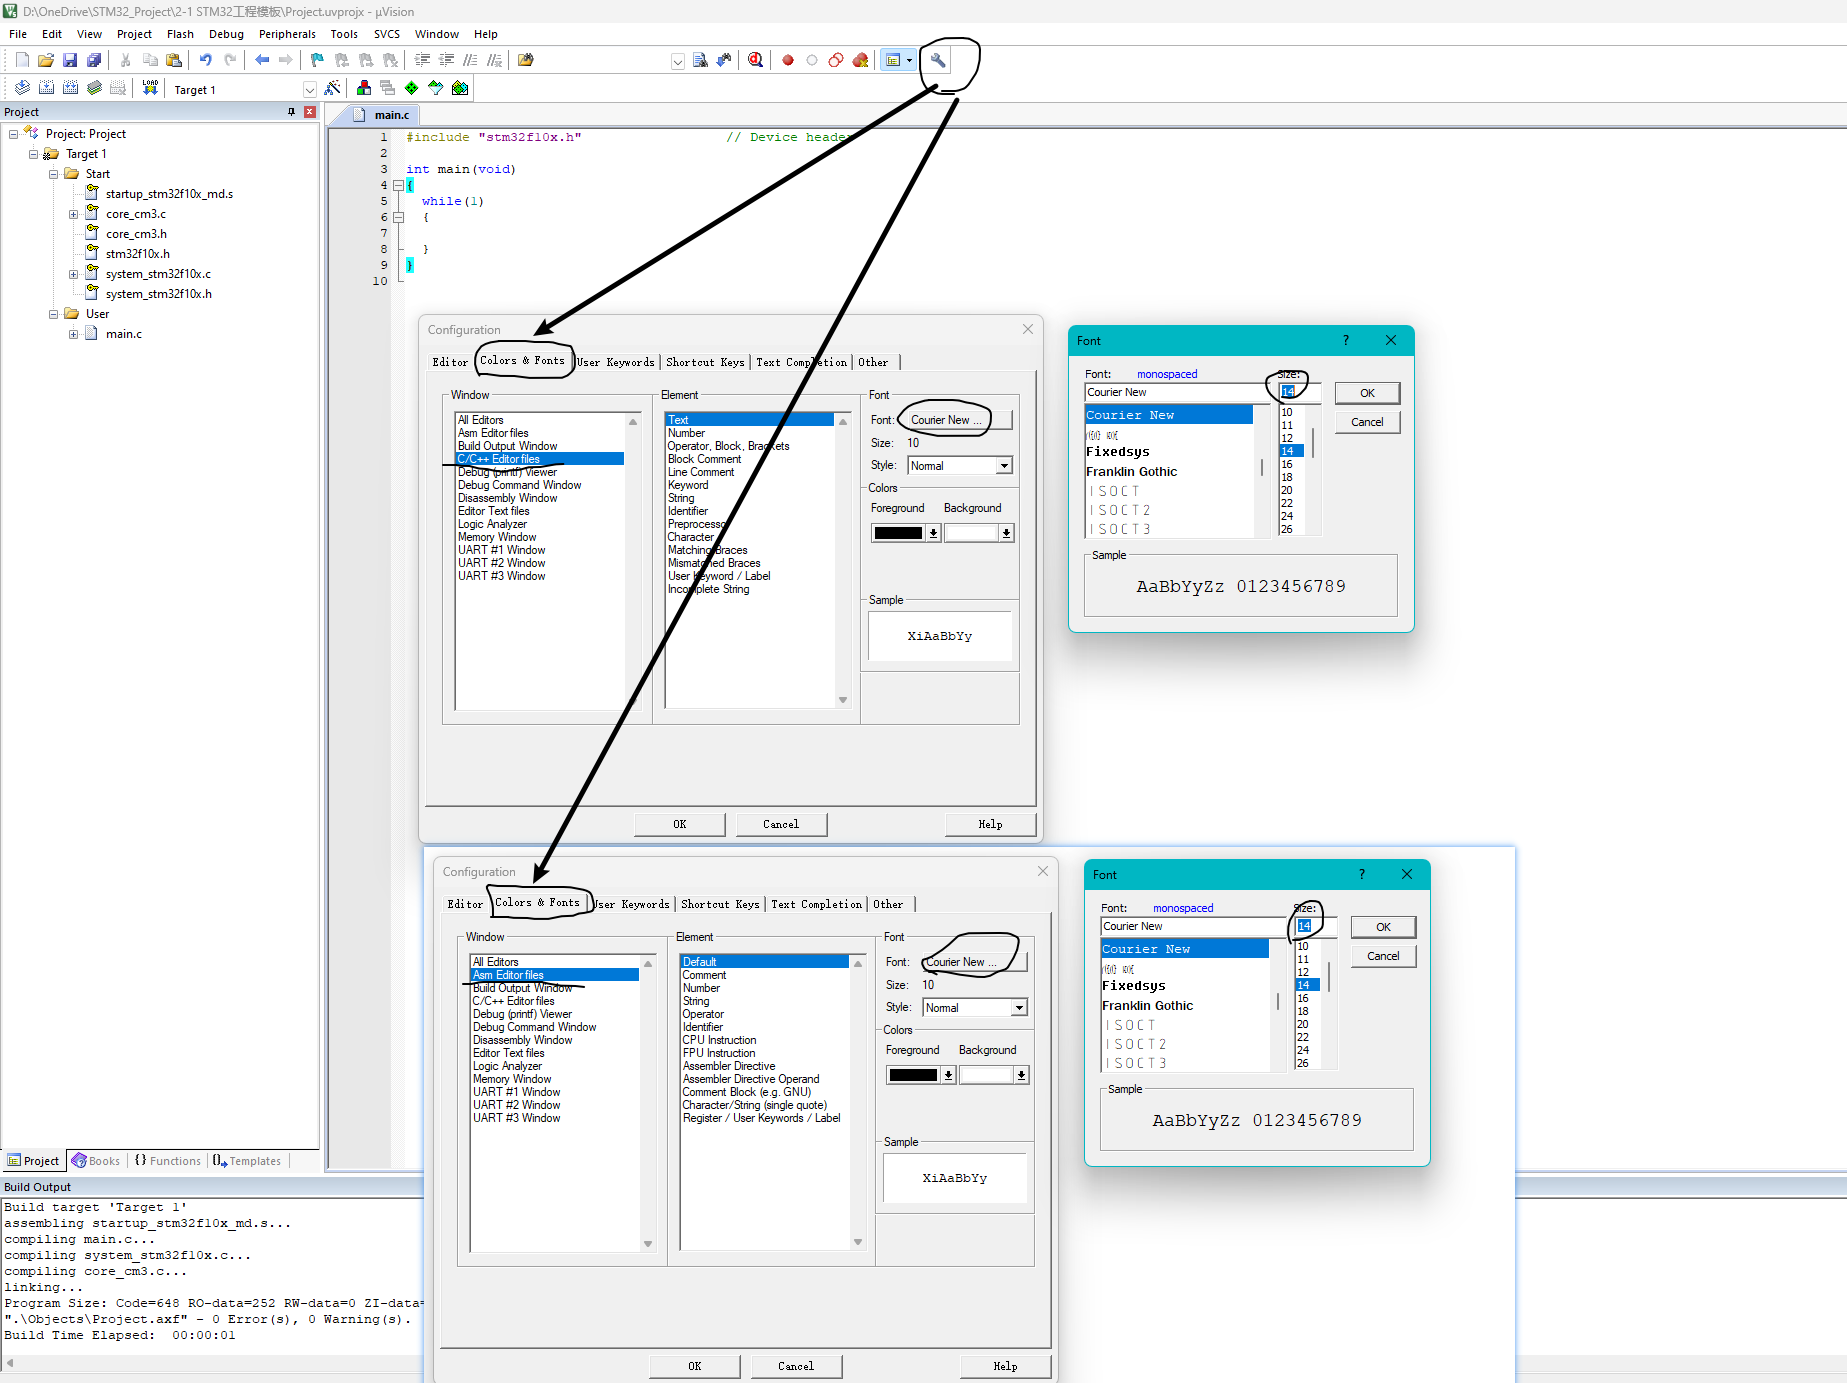 D:\OneDrive\STM32_Project\2-1 STM32工程模板\Project.uvprojx - µVision
File Edit View Project Flash Debug Peripherals Tools SVCS Window Help
LOAD
Target 1
Project
Project: Project
Target 1
Start
startup_stm32f10x_md.s
core_cm3.c
core_cm3.h
stm32f10x.h
system_stm32f10x.c
system_stm32f10x.h
User
main.c
Project Books Functions Templates
main.c
1 #include "stm32f10x.h" // Device header
2
3 int main(void)
4 {
5 while(1)
6 {
7
8 }
9 }
10
Configuration
Editor Colors & Fonts User Keywords Shortcut Keys Text Completion Other
Window
All Editors
Asm Editor files
Build Output Window
C/C++ Editor files
Debug (printf) Viewer
Debug Command Window
Disassembly Window
Editor Text files
Logic Analyzer
Memory Window
UART #1 Window
UART #2 Window
UART #3 Window
Element
Text
Number
Operator, Block, Brackets
Block Comment
Line Comment
Keyword
String
Identifier
Preprocessor
Character
Matching Braces
Mismatched Braces
User Keyword / Label
Incomplete String
Font
Font: Courier New ...
Size: 10
Style: Normal
Colors
Foreground Background
Sample
XiAaBbYy
OK Cancel Help
Font ?
Font: monospaced Size:
Courier New 14 OK
Cancel
Courier New
Fixedsys
Franklin Gothic
ISOCT
ISOCT2
ISOCT3
10
11
12
14
16
18
20
22
24
26
Sample
AaBbYyZz 0123456789
Configuration
Editor Colors & Fonts User Keywords Shortcut Keys Text Completion Other
Window
All Editors
Asm Editor files
Build Output Window
C/C++ Editor files
Debug (printf) Viewer
Debug Command Window
Disassembly Window
Editor Text files
Logic Analyzer
Memory Window
UART #1 Window
UART #2 Window
UART #3 Window
Element
Default
Comment
Number
String
Operator
Identifier
CPU Instruction
FPU Instruction
Assembler Directive
Assembler Directive Operand
Comment Block (e.g. GNU)
Character/String (single quote)
Register / User Keywords / Label
Font
Font: Courier New ...
Size: 10
Style: Normal
Colors
Foreground Background
Sample
XiAaBbYy
OK Cancel Help
Font ?
Font: monospaced Size:
Courier New 14 OK
Cancel
Courier New
Fixedsys
Franklin Gothic
ISOCT
ISOCT2
ISOCT3
10
11
12
14
16
18
20
22
24
26
Sample
AaBbYyZz 0123456789
Build Output
Build target 'Target 1'
assembling startup_stm32f10x_md.s...
compiling main.c...
compiling system_stm32f10x.c...
compiling core_cm3.c...
linking...
Program Size: Code=648 RO-data=252 RW-data=0 ZI-data=
".\Objects\Project.axf" - 0 Error(s), 0 Warning(s).
Build Time Elapsed: 00:00:01